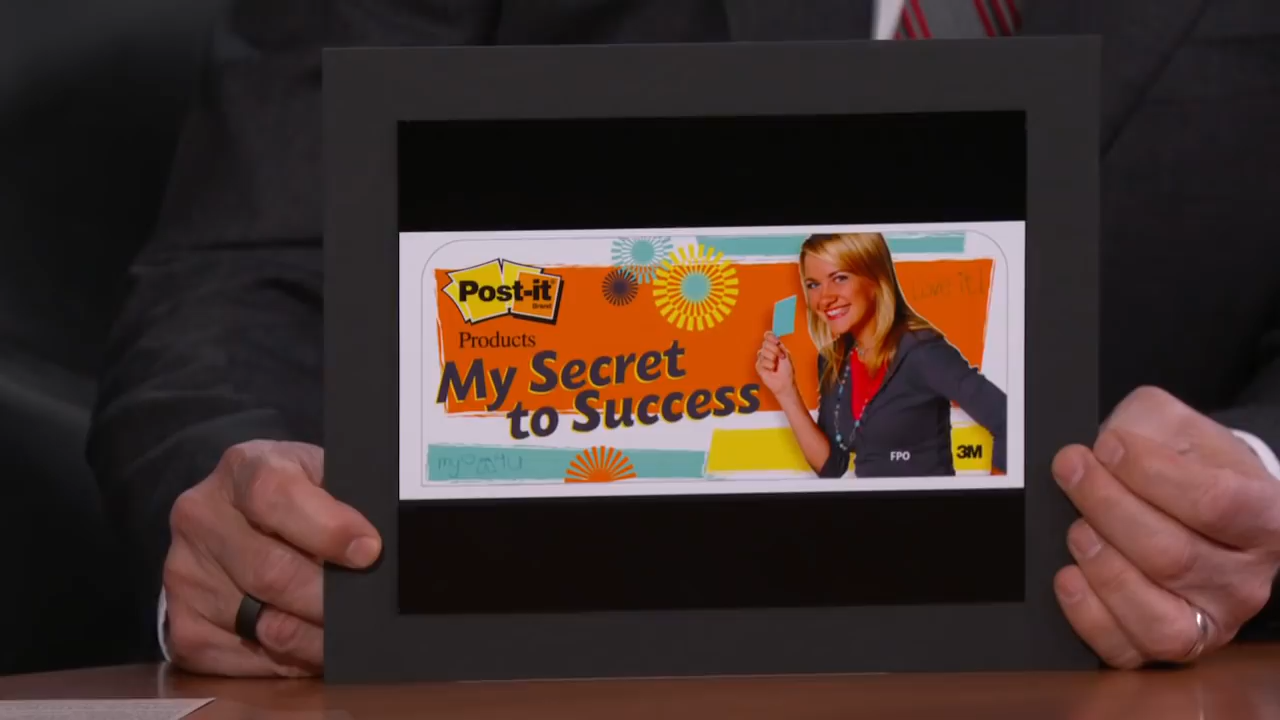 Post-it
Brand
Products
My Secret
to Success
Love it!
FPO
3M